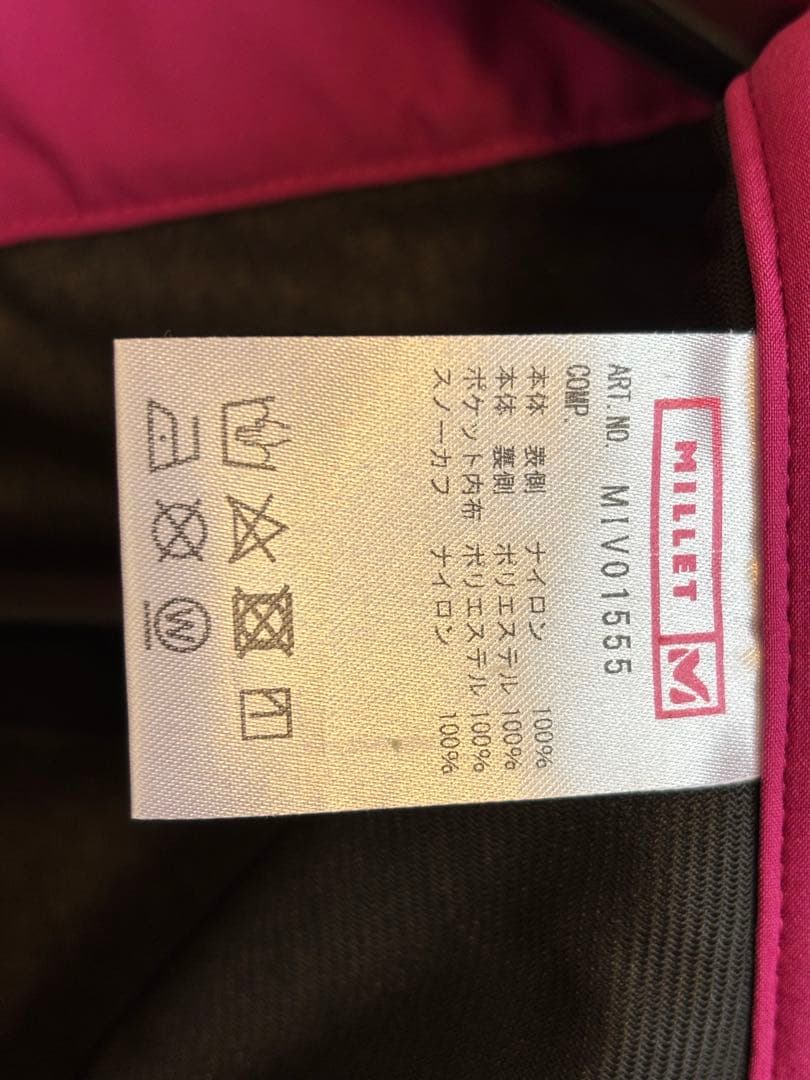 MILLET
ART.NO. MIV01555
COMP.
本体 表側 ナイロン 100%
本体 裏側 ポリエステル 100%
ポケット内布 ポリエステル 100%
スノーカフ ナイロン 100%
W